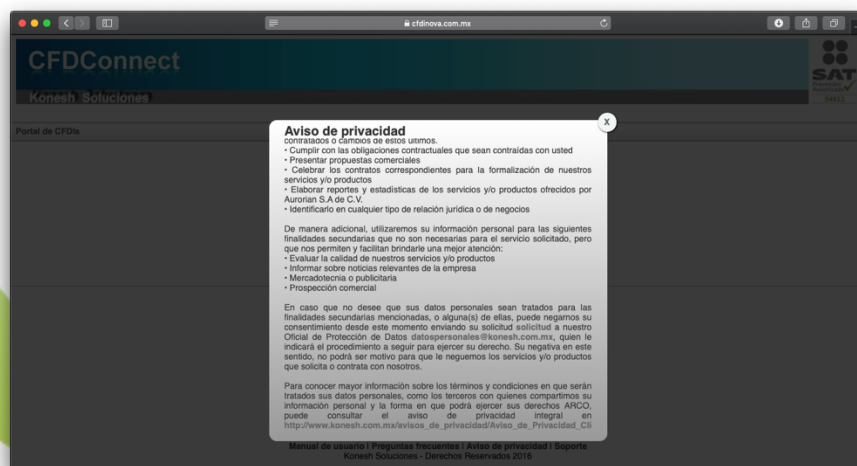 cfdinova.com.mx
CFDConnect
Konesh Soluciones
SAT
54811
Portal de CFDIs
x
Aviso de privacidad
contratados o cambios de estos últimos.
• Cumplir con las obligaciones contractuales que sean contraídas con usted
• Presentar propuestas comerciales
• Celebrar los contratos correspondientes para la formalización de nuestros
servicios y/o productos
• Elaborar reportes y estadísticas de los servicios y/o productos ofrecidos por
Aurorian S.A de C.V.
• Identificarlo en cualquier tipo de relación jurídica o de negocios
De manera adicional, utilizaremos su información personal para las siguientes
finalidades secundarias que no son necesarias para el servicio solicitado, pero
que nos permiten y facilitan brindarle una mejor atención:
• Evaluar la calidad de nuestros servicios y/o productos
• Informar sobre noticias relevantes de la empresa
• Mercadotecnia o publicitaria
• Prospección comercial
En caso que no desee que sus datos personales sean tratados para las
finalidades secundarias mencionadas, o alguna(s) de ellas, puede negarnos su
consentimiento desde este momento enviando su solicitud solicitud a nuestro
Oficial de Protección de Datos datospersonales@konesh.com.mx, quien le
indicará el procedimiento a seguir para ejercer su derecho. Su negativa en este
sentido, no podrá ser motivo para que le neguemos los servicios y/o productos
que solicita o contrata con nosotros.
Para conocer mayor información sobre los términos y condiciones en que serán
tratados sus datos personales, como los terceros con quienes compartimos su
información personal y la forma en que podrá ejercer sus derechos ARCO,
puede consultar el aviso de privacidad integral en
http://www.konesh.com.mx/avisos_de_privacidad/Aviso_de_Privacidad_Cli
Manual de usuario | Preguntas frecuentes | Aviso de privacidad | Soporte
Konesh Soluciones - Derechos Reservados 2016